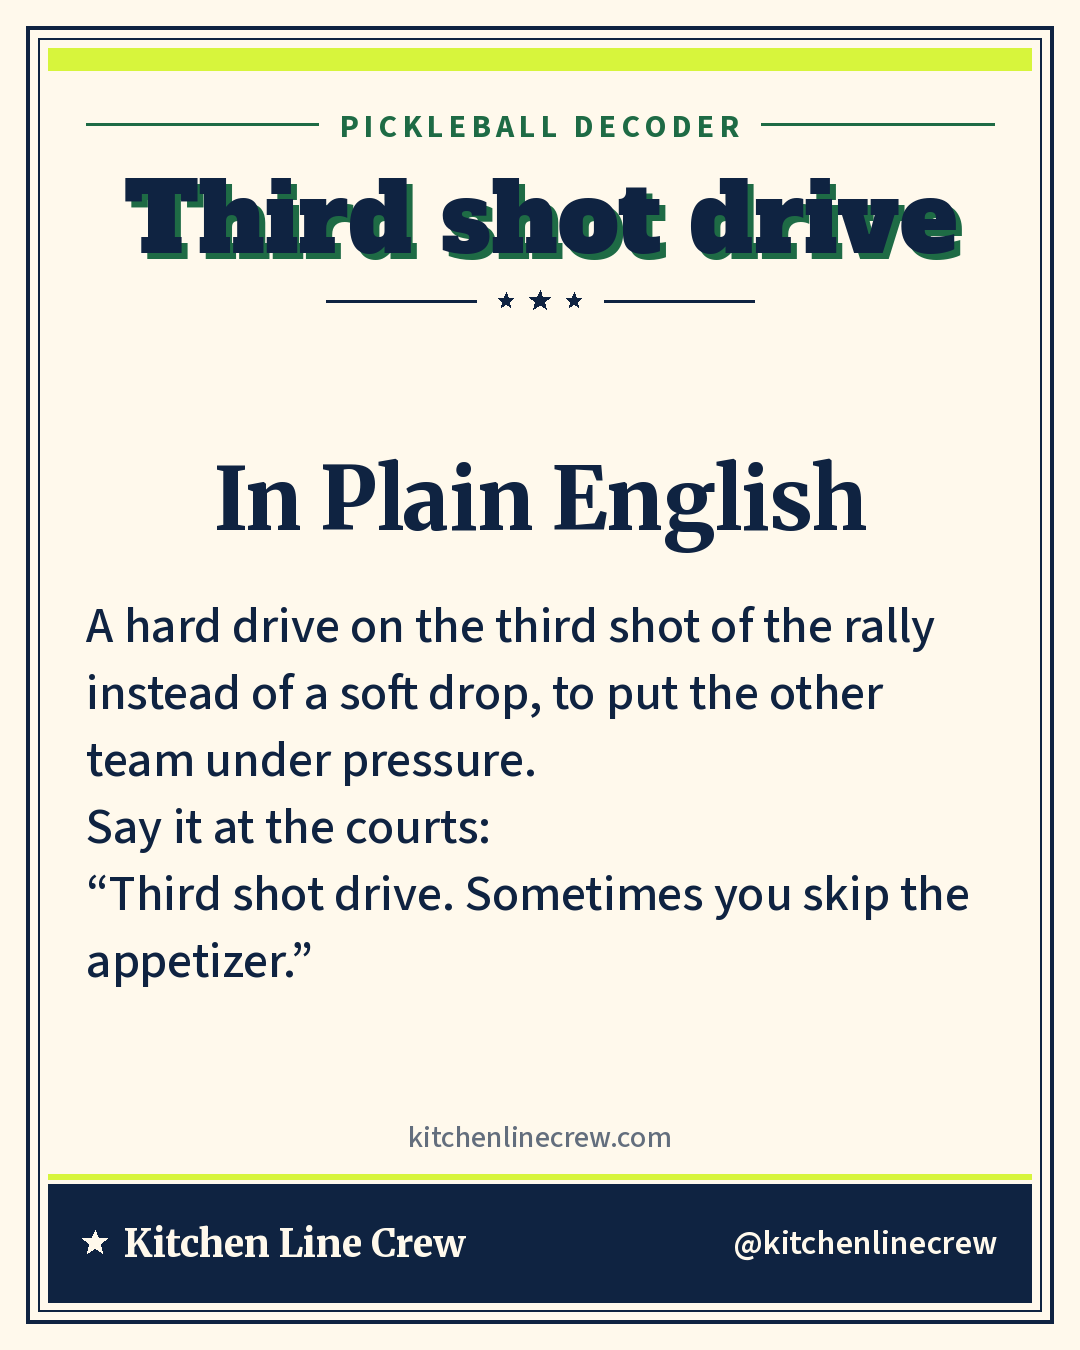 PICKLEBALL DECODER
Third shot drive
In Plain English
A hard drive on the third shot of the rally
instead of a soft drop, to put the other
team under pressure.
Say it at the courts:
“Third shot drive. Sometimes you skip the
appetizer.”
kitchenlinecrew.com
Kitchen Line Crew
@kitchenlinecrew